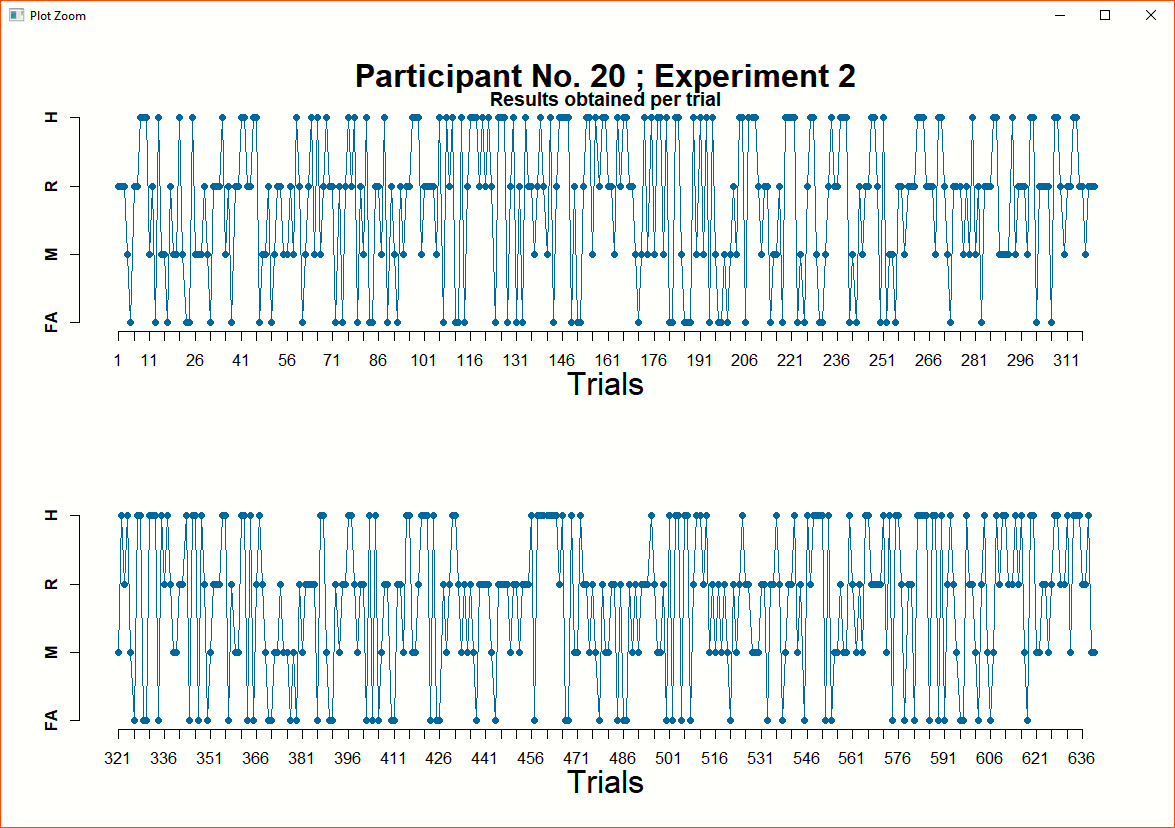 Plot Zoom
Participant No. 20 ; Experiment 2
Results obtained per trial
H
R
M
FA
1 11 26 41 56 71 86 101 116 131 146 161 176 191 206 221 236 251 266 281 296 311
Trials
H
R
M
FA
321 336 351 366 381 396 411 426 441 456 471 486 501 516 531 546 561 576 591 606 621 636
Trials